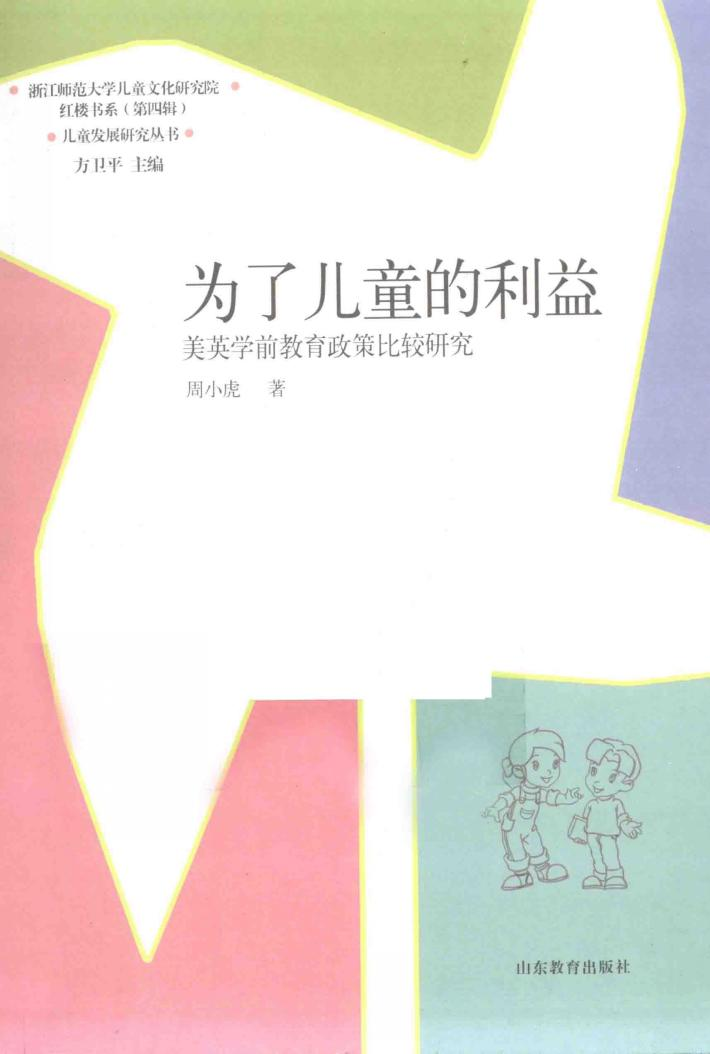 浙江师范大学儿童文化研究院
红楼书系（第四辑）
儿童发展研究丛书
方卫平 主编
为了儿童的利益
美英学前教育政策比较研究
周小虎 著
山东教育出版社